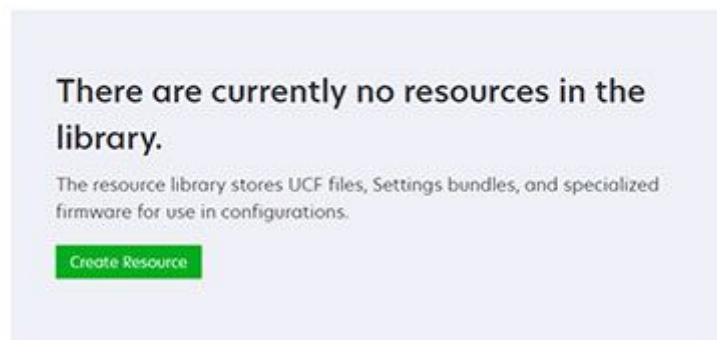 There are currently no resources in the
library.
The resource library stores UCF files, Settings bundles, and specialized
firmware for use in configurations.
Create Resource